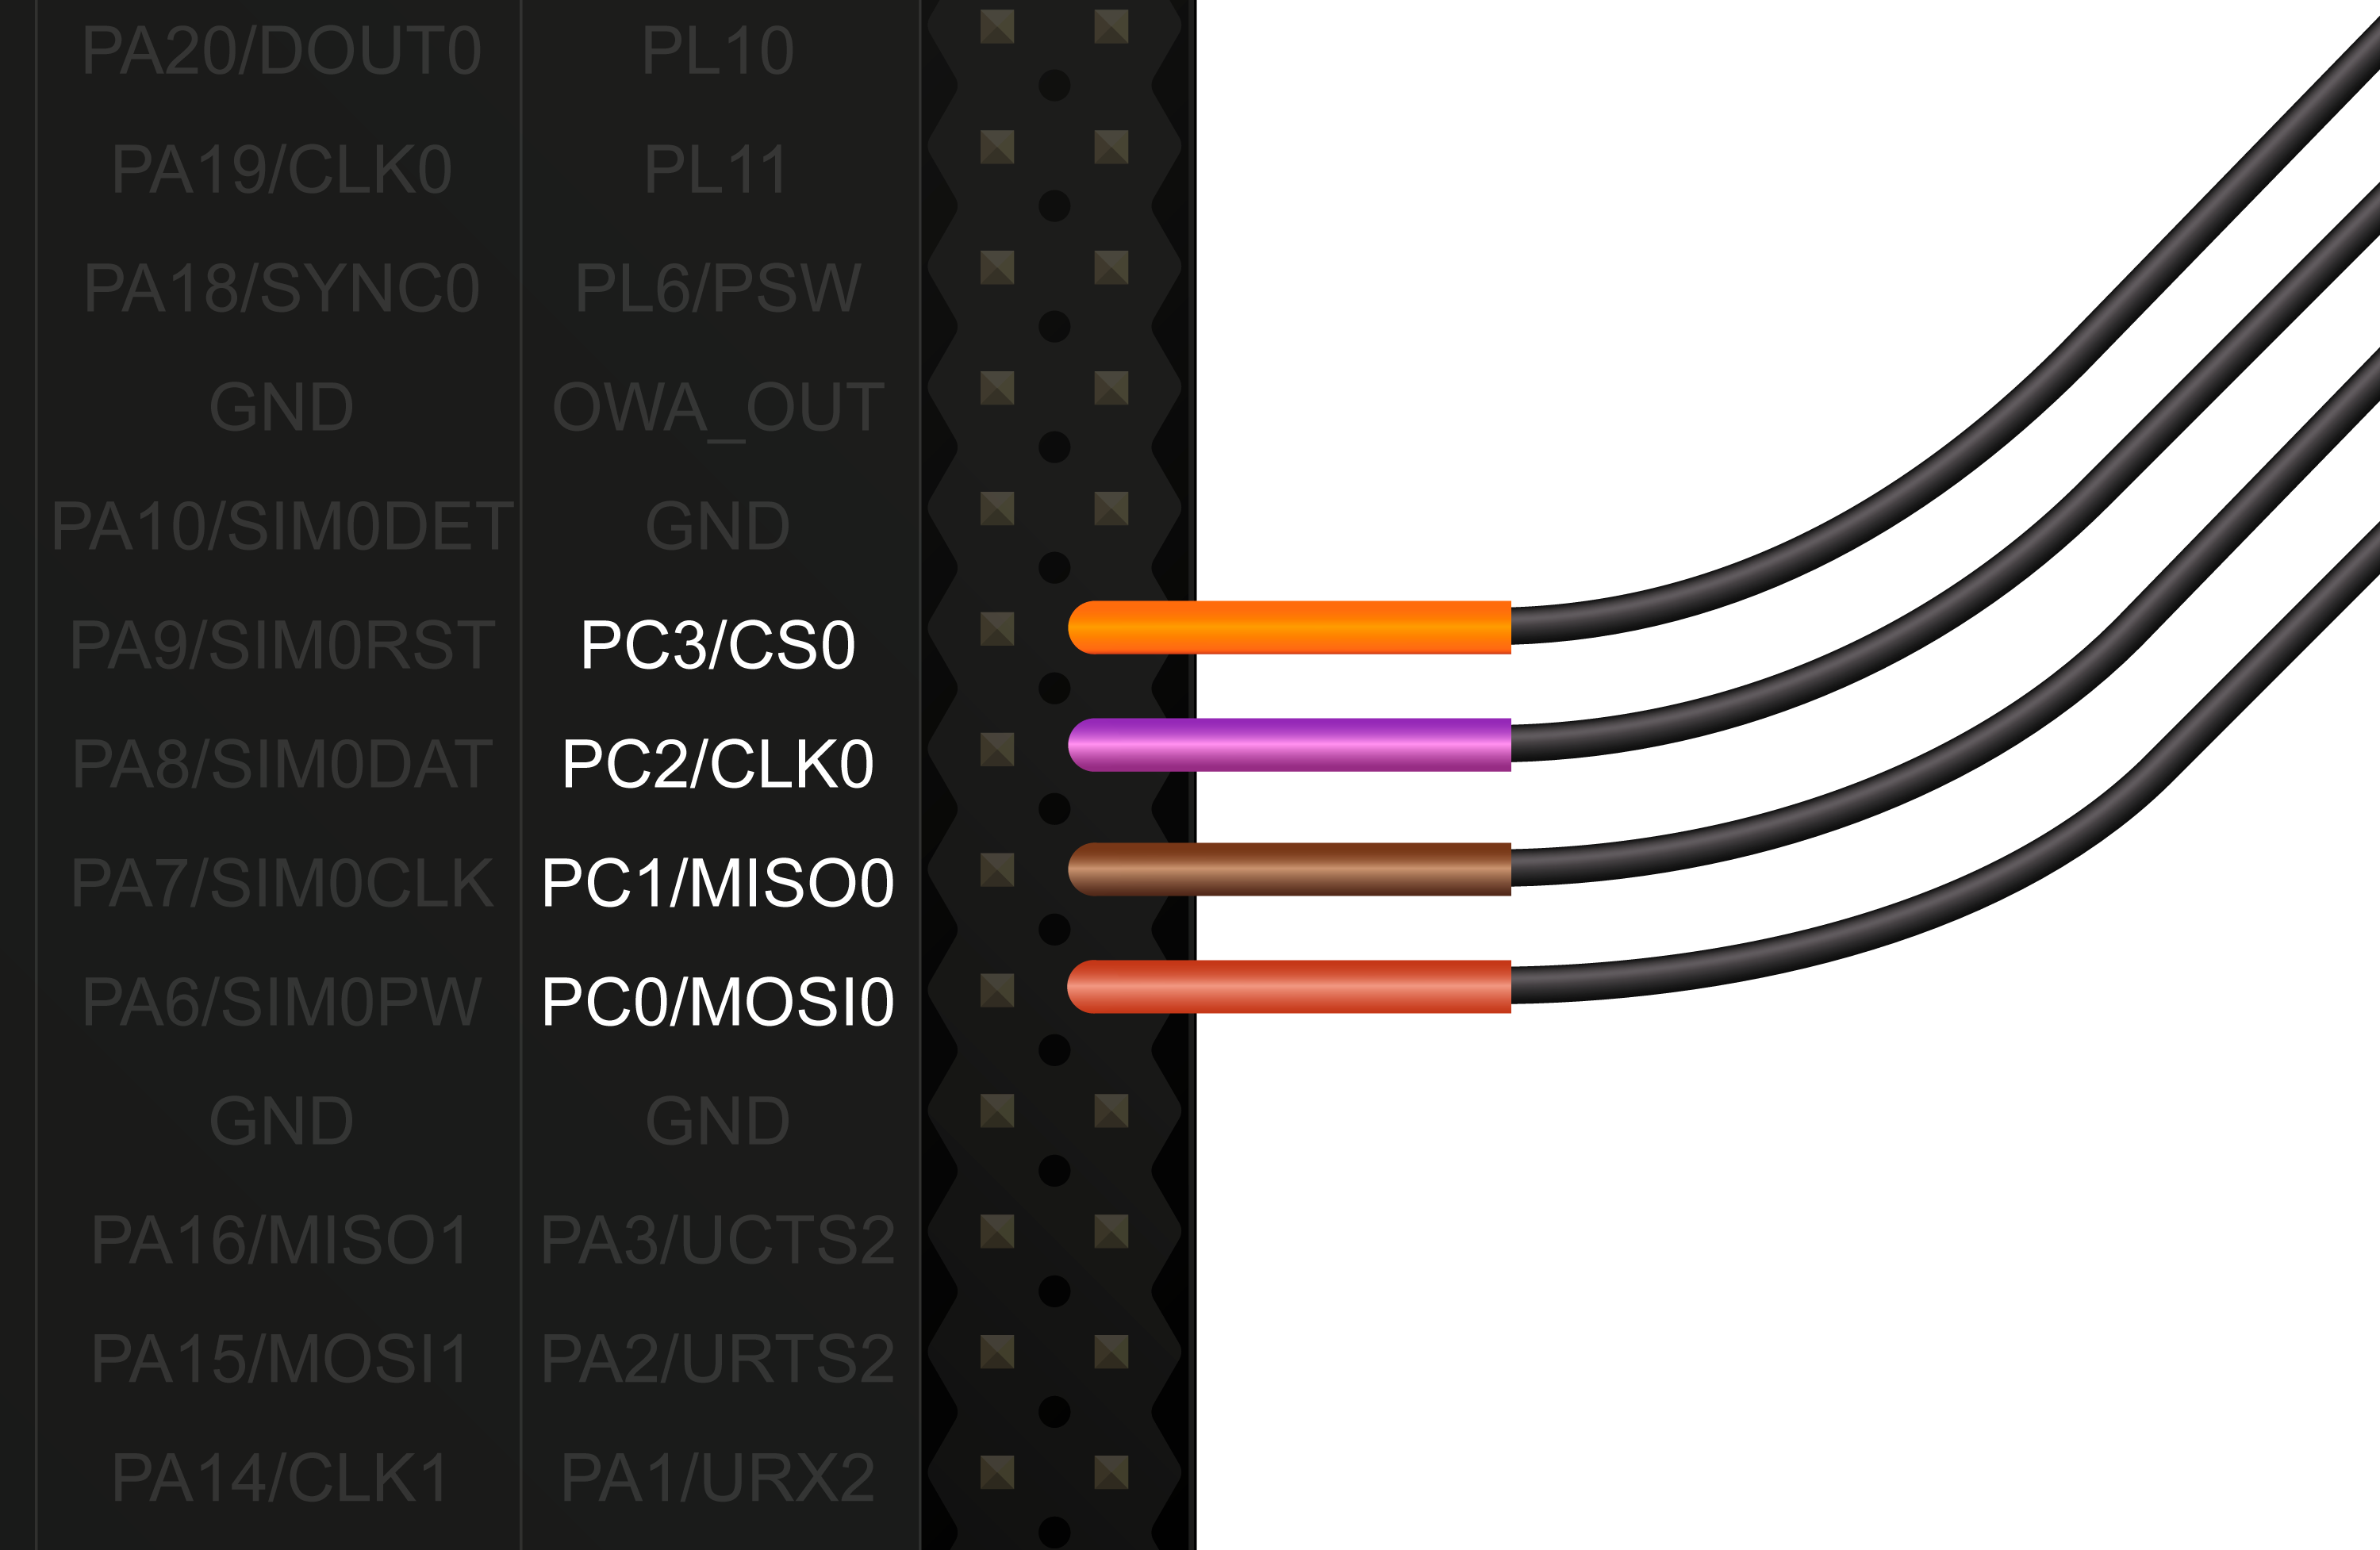 PA20/DOUT0 PL10
PA19/CLK0 PL11
PA18/SYNC0 PL6/PSW
GND OWA_OUT
PA10/SIM0DET GND
PA9/SIM0RST PC3/CS0
PA8/SIM0DAT PC2/CLK0
PA7/SIM0CLK PC1/MISO0
PA6/SIM0PW PC0/MOSI0
GND GND
PA16/MISO1 PA3/UCTS2
PA15/MOSI1 PA2/URTS2
PA14/CLK1 PA1/URX2